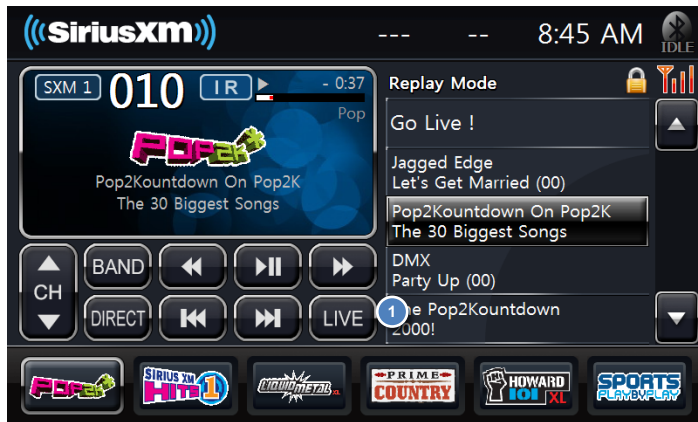 ((SiriusXM))
--- -- 8:45 AM
IDLE
SXM 1 010 IR - 0:37
Pop
POP2K
Pop2Kountdown On Pop2K
The 30 Biggest Songs
CH
BAND
DIRECT
LIVE
Replay Mode
Go Live !
Jagged Edge
Let's Get Married (00)
Pop2Kountdown On Pop2K
The 30 Biggest Songs
DMX
Party Up (00)
1
e Pop2Kountdown
2000!
POP2K
SIRIUS XM
HITS 1
LIQUID METAL XL
PRIME
COUNTRY
HOWARD
101 XL
SPORTS
PLAY BY PLAY